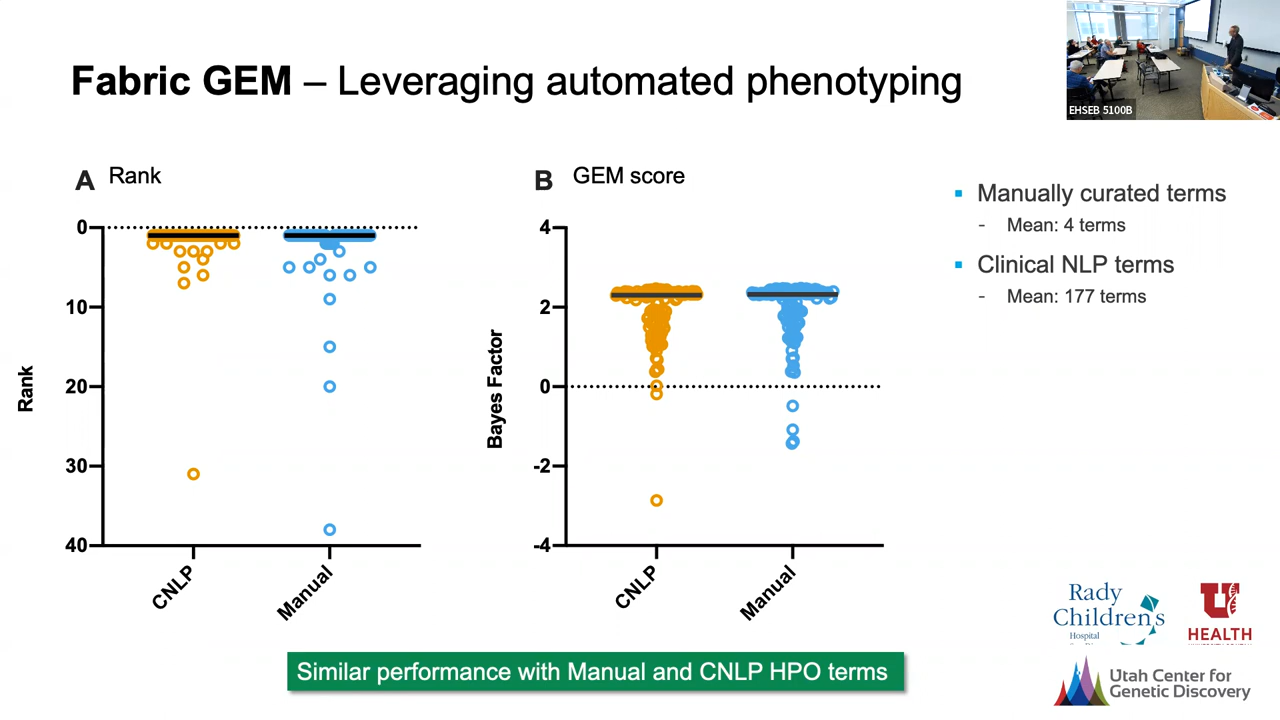 EHSEB 5100B
Fabric GEM – Leveraging automated phenotyping
A Rank
0
10
20
30
40
Rank
CNLP
Manual
B GEM score
4
2
0
-2
-4
Bayes Factor
CNLP
Manual
▪ Manually curated terms
- Mean: 4 terms
▪ Clinical NLP terms
- Mean: 177 terms
Similar performance with Manual and CNLP HPO terms
Rady
Children's
Hospital
U
HEALTH
Utah Center for
Genetic Discovery